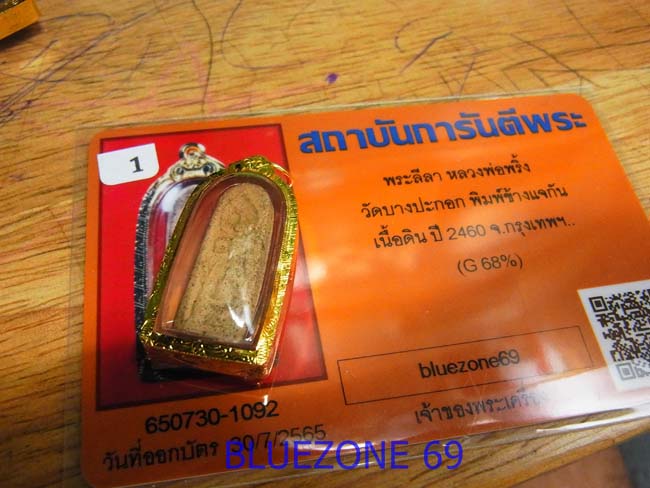 1
สถาบันการันตีพระ
พระลีลา หลวงพ่อพริ้ง
วัดบางปะกอก พิมพ์ข้างแจกัน
เนื้อดิน ปี 2460 จ.กรุงเทพฯ..
(G 68%)
bluezone69
เจ้าของพระเครื่อง
650730-1092
วันที่ออกบัตร 30/7/2565
BLUEZONE 69